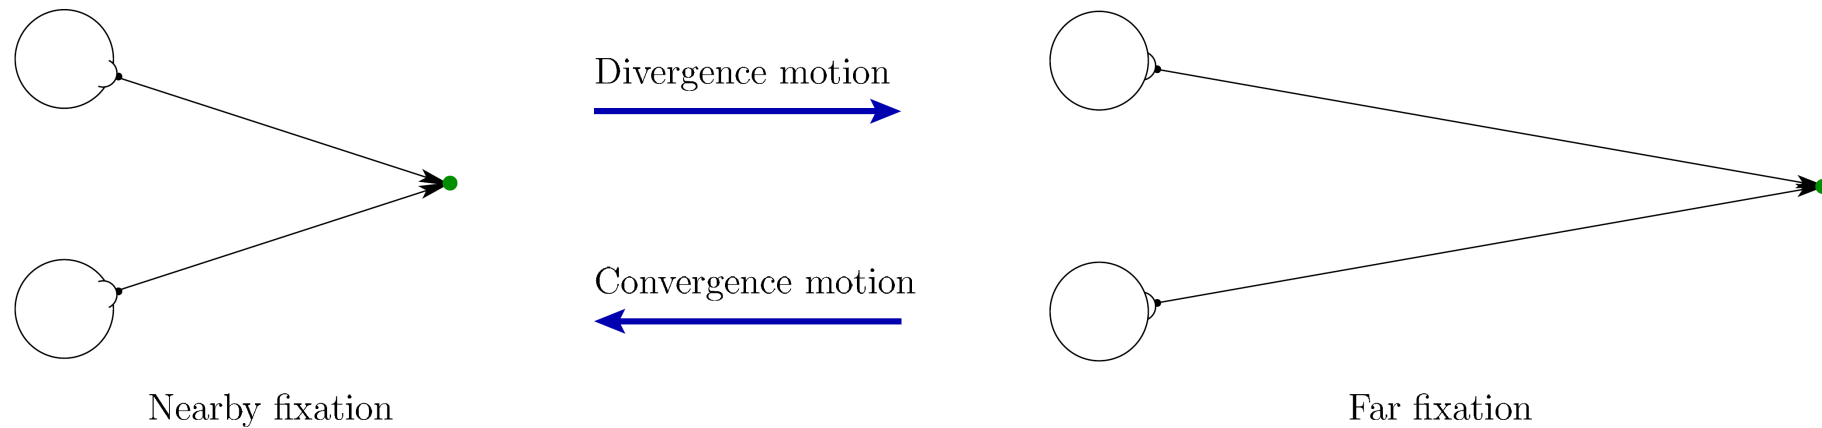 Divergence motion
Convergence motion
Nearby fixation
Far fixation